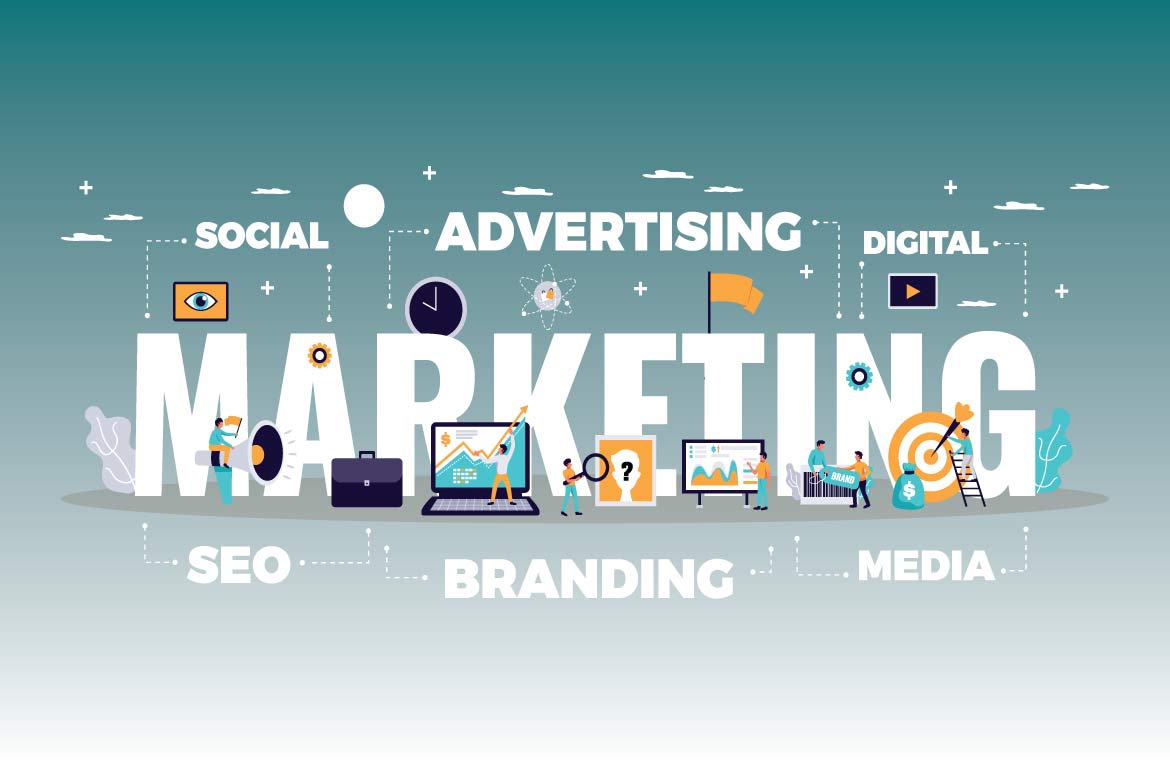 SOCIAL
ADVERTISING
DIGITAL
MARKETING
$
?
BRAND
$
SEO
BRANDING
MEDIA